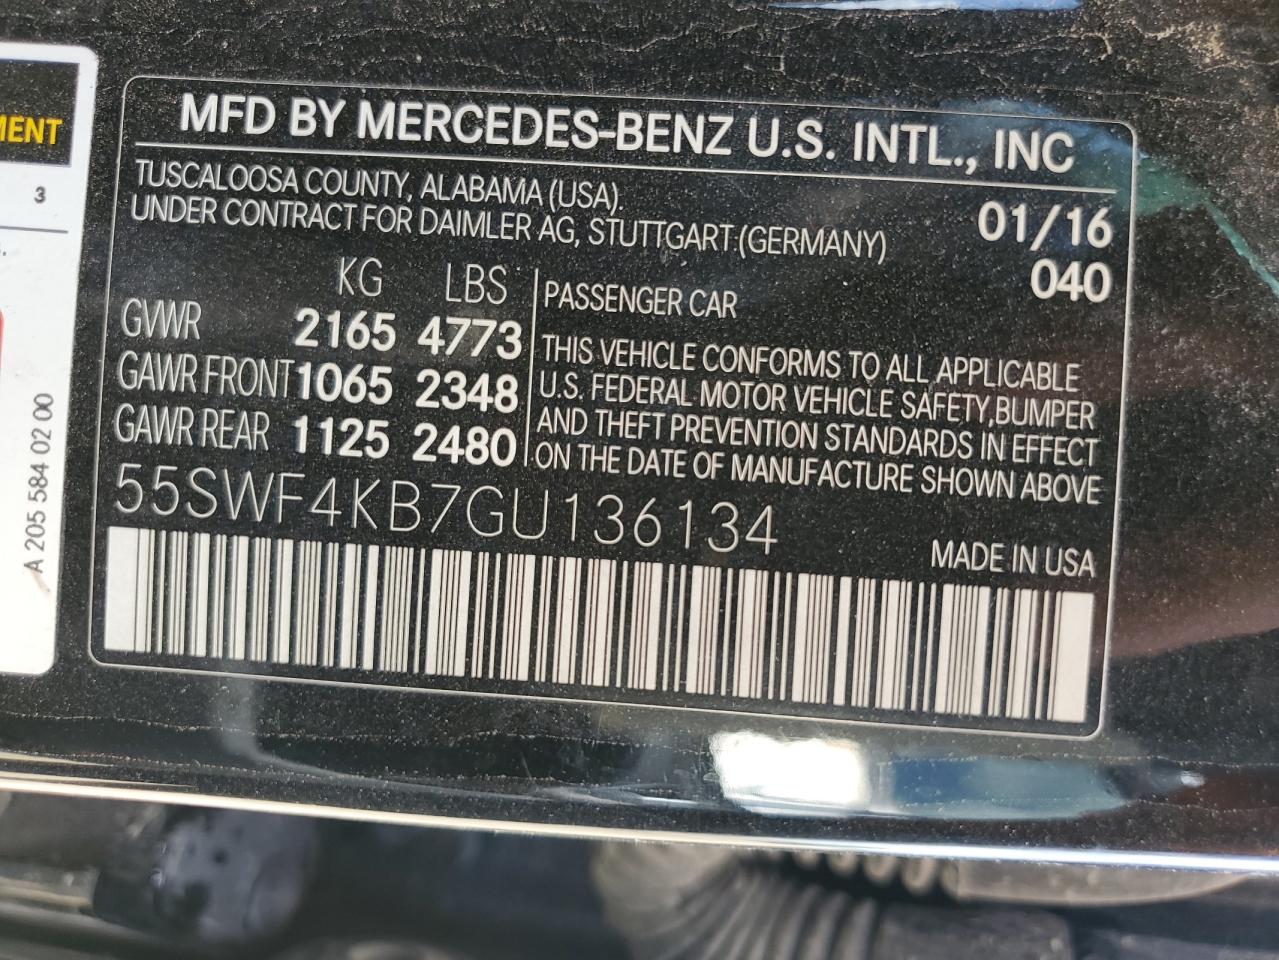 MFD BY MERCEDES-BENZ U.S. INTL., INC
TUSCALOOSA COUNTY, ALABAMA (USA).
UNDER CONTRACT FOR DAIMLER AG, STUTTGART (GERMANY)
01/16
040
KG LBS
GVWR 2165 4773
GAWR FRONT 1065 2348
GAWR REAR 1125 2480
PASSENGER CAR
THIS VEHICLE CONFORMS TO ALL APPLICABLE
U.S. FEDERAL MOTOR VEHICLE SAFETY, BUMPER
AND THEFT PREVENTION STANDARDS IN EFFECT
ON THE DATE OF MANUFACTURE SHOWN ABOVE
55SWF4KB7GU136134
MADE IN USA
MENT
3
A 205 584 02 00